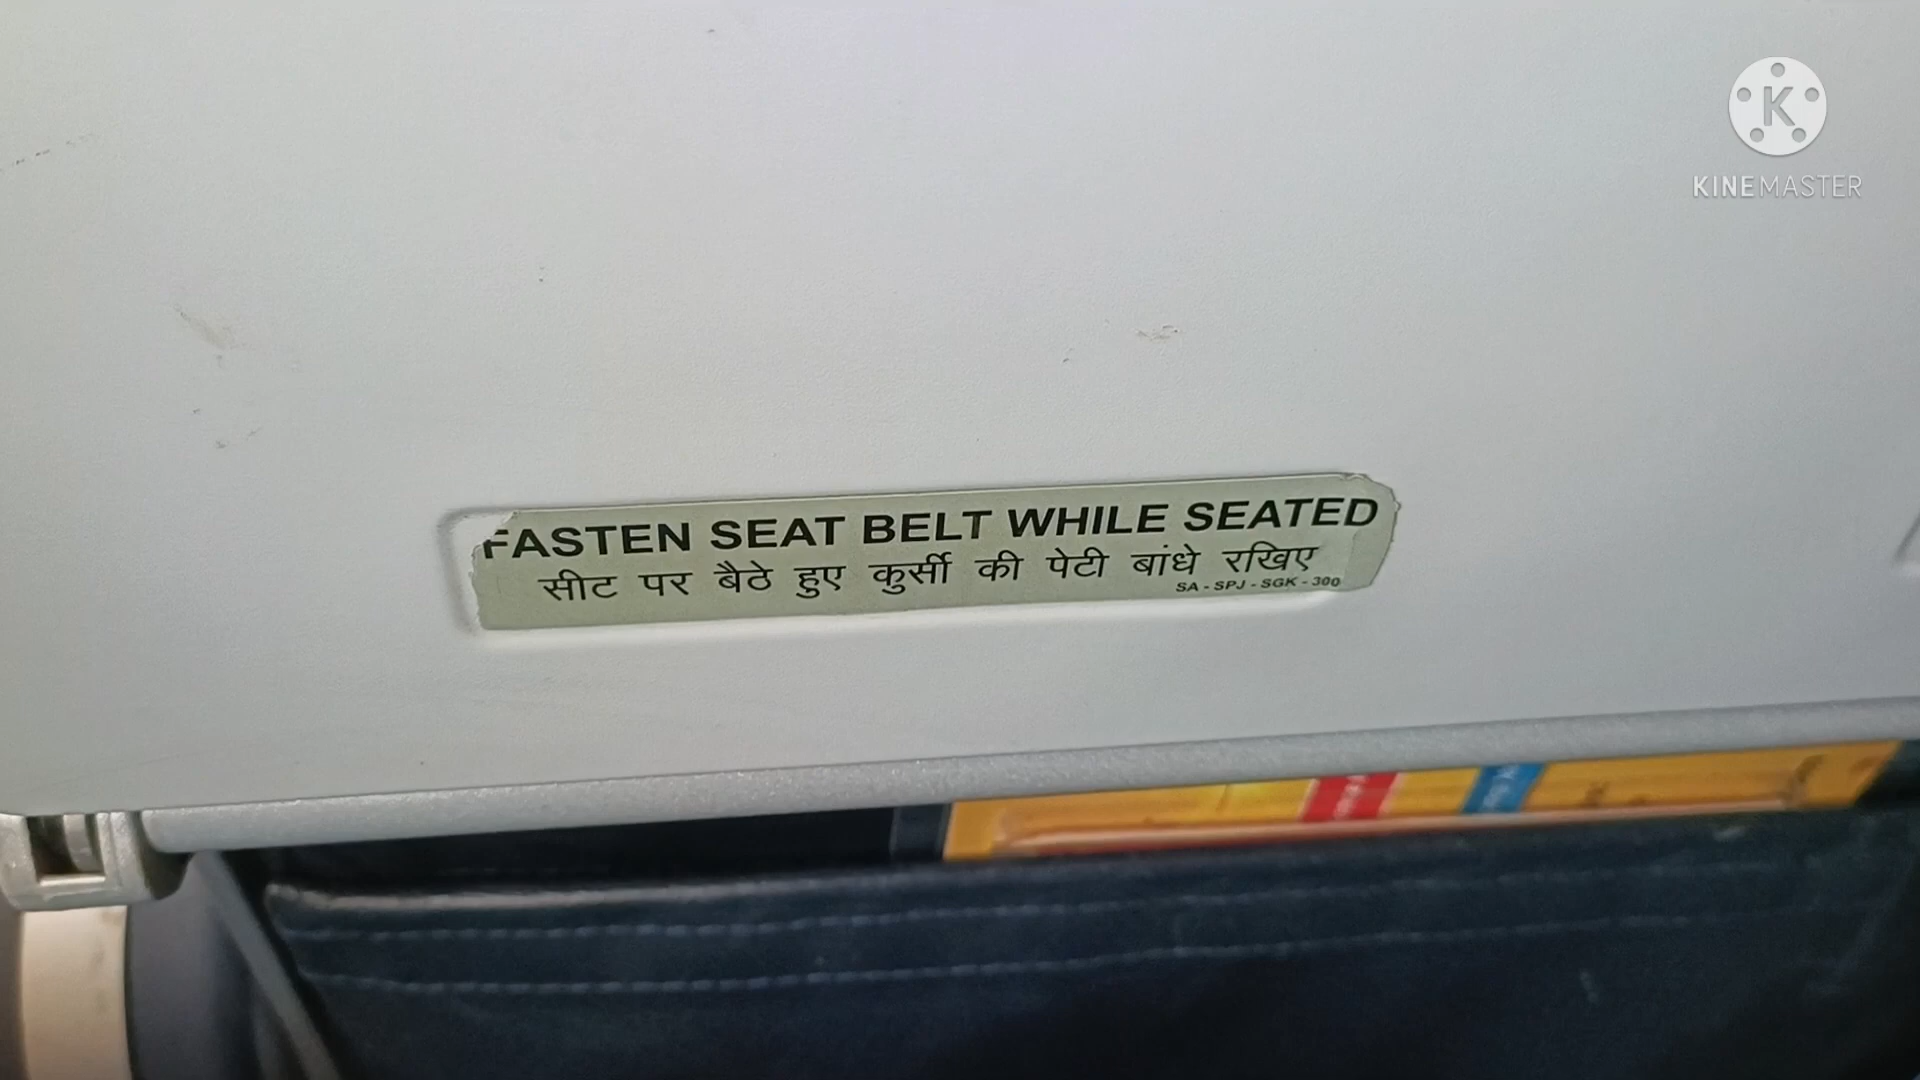 KINEMASTER
FASTEN SEAT BELT WHILE SEATED
सीट पर बैठे हुए कुर्सी की पेटी बांधे रखिए
SA - SPJ - SGK - 300